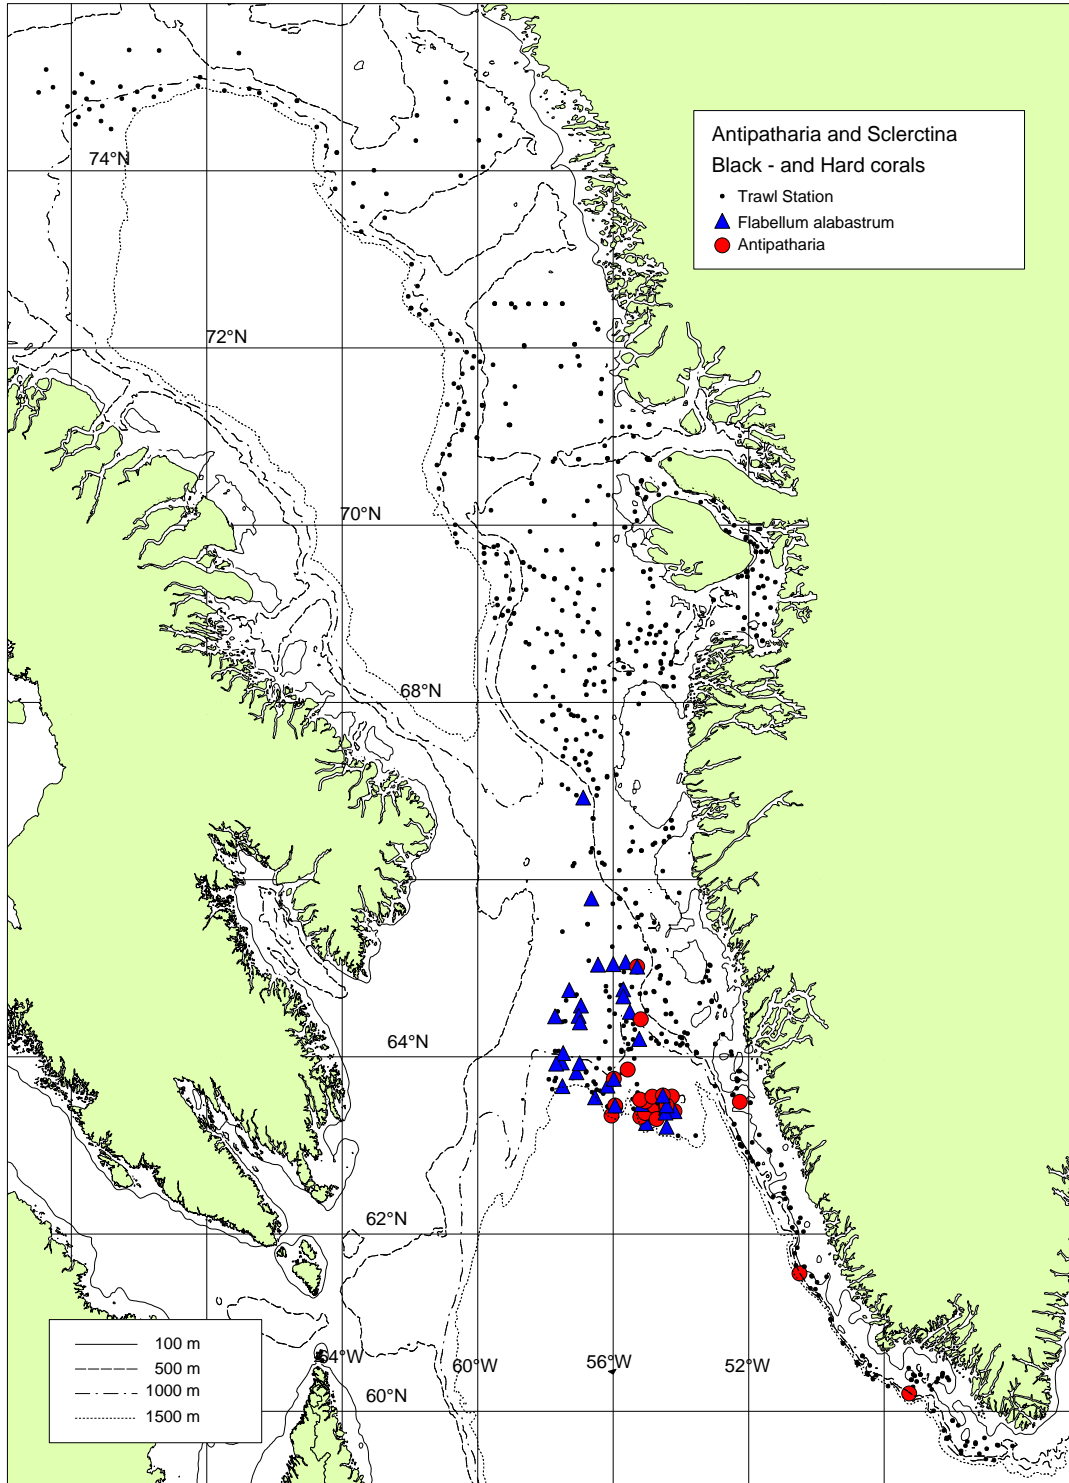 Antipatharia and Sclerctina
Black - and Hard corals
Trawl Station
Flabellum alabastrum
Antipatharia
74°N
72°N
70°N
68°N
64°N
62°N
64°W
60°W
56°W
52°W
60°N
100 m
500 m
1000 m
1500 m